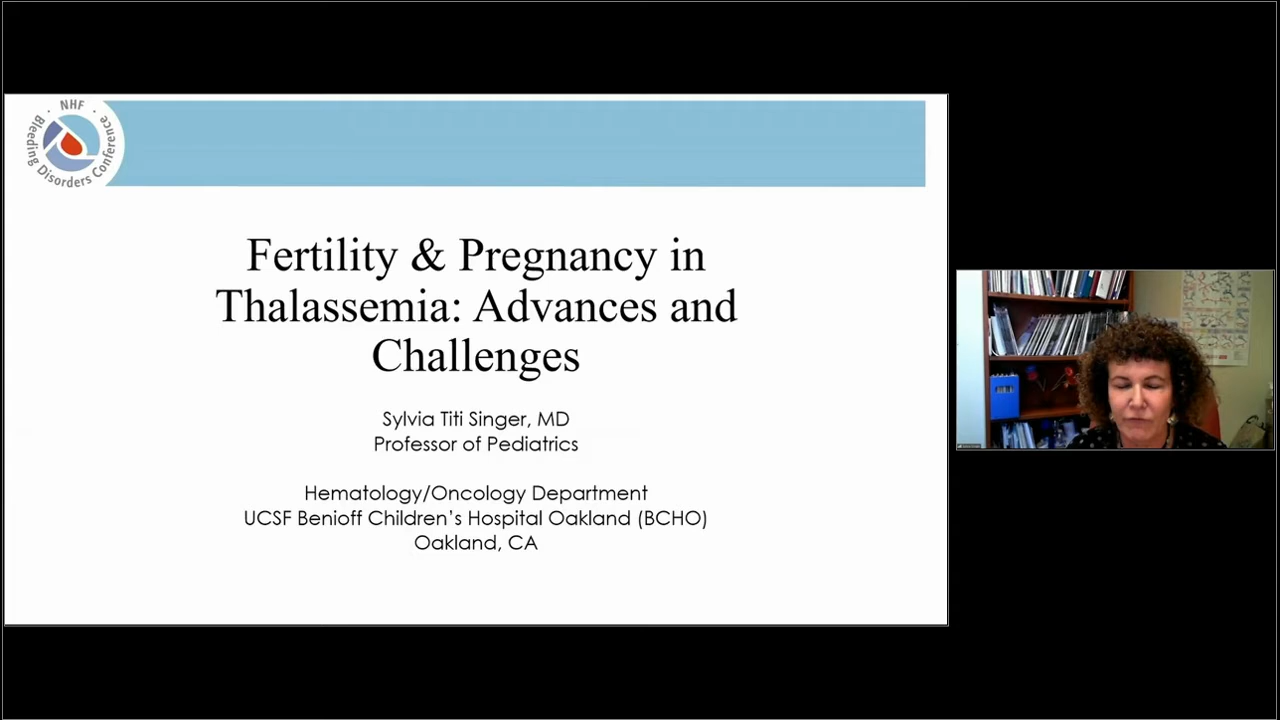 NHF
Bleeding Disorders Conference
Fertility & Pregnancy in
Thalassemia: Advances and
Challenges
Sylvia Titi Singer, MD
Professor of Pediatrics
Hematology/Oncology Department
UCSF Benioff Children's Hospital Oakland (BCHO)
Oakland, CA